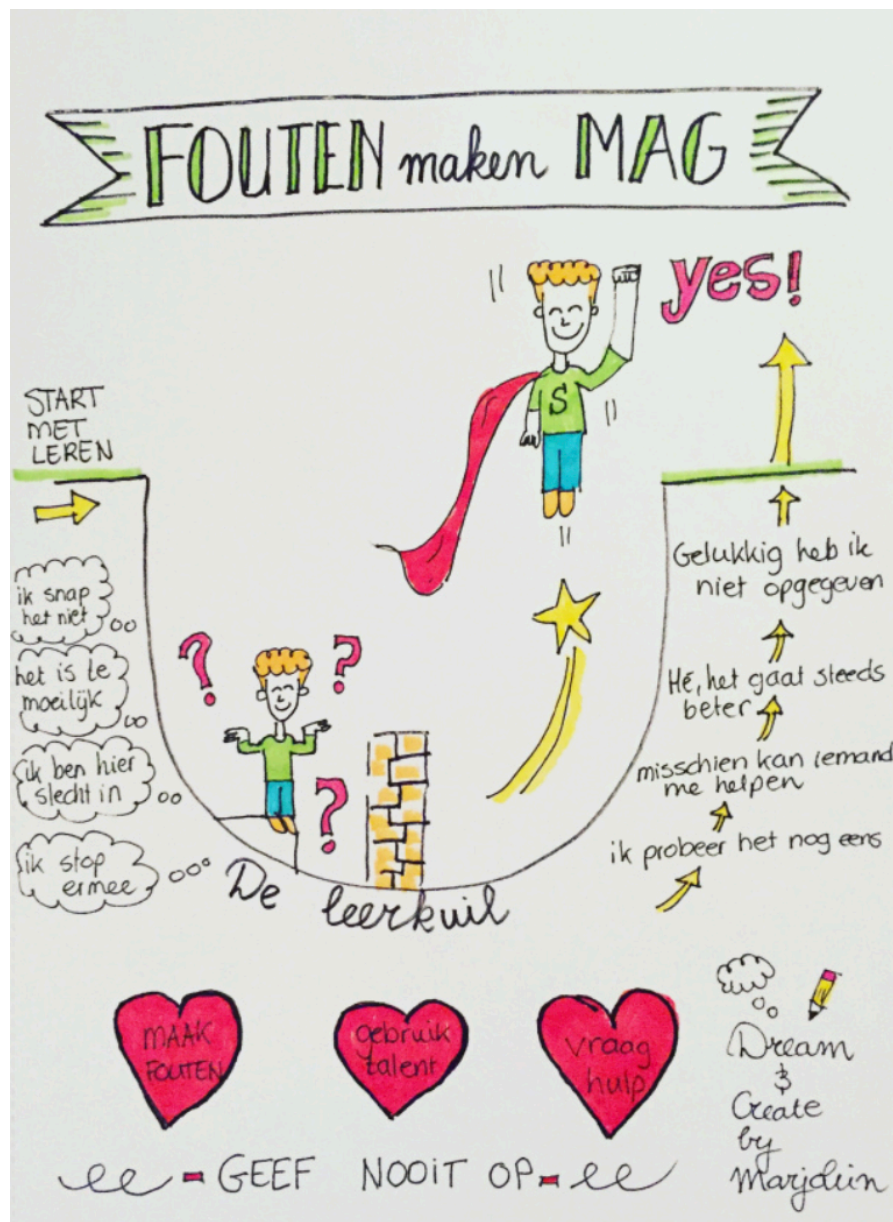 FOUTEN maken MAG
yes!
START
MET
LEREN
ik snap
het niet
het is te
moeilijk
ik ben hier
slecht in
ik stop
ermee
?
?
?
S
De leerkuil
Gelukkig heb ik
niet opgegeven
Hé, het gaat steeds
beter
misschien kan iemand
me helpen
ik probeer het nog eens
MAAK
FOUTEN
gebruik
talent
vraag
hulp
Dream
&
Create
by
Marjolein
GEEF NOOIT OP